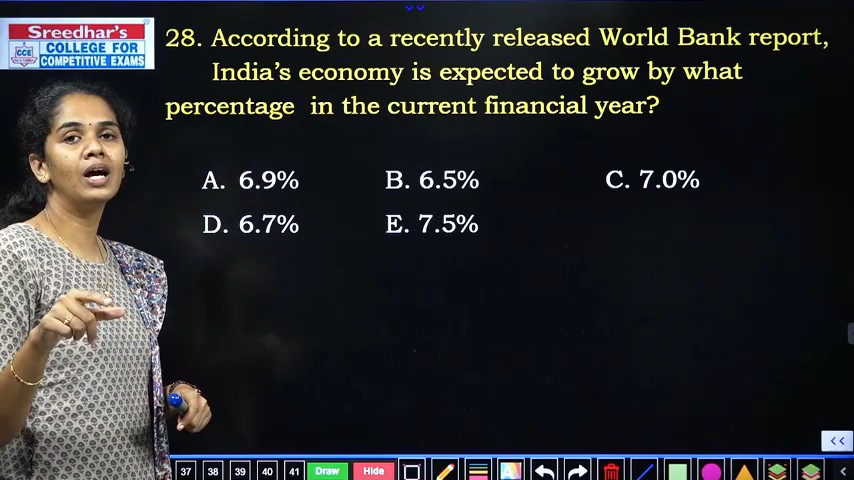 Sreedhar's
CCE
COLLEGE FOR
COMPETITIVE EXAMS
28. According to a recently released World Bank report,
India's economy is expected to grow by what
percentage in the current financial year?
A. 6.9% B. 6.5% C. 7.0%
D. 6.7% E. 7.5%
37 38 39 40 41 Draw Hide